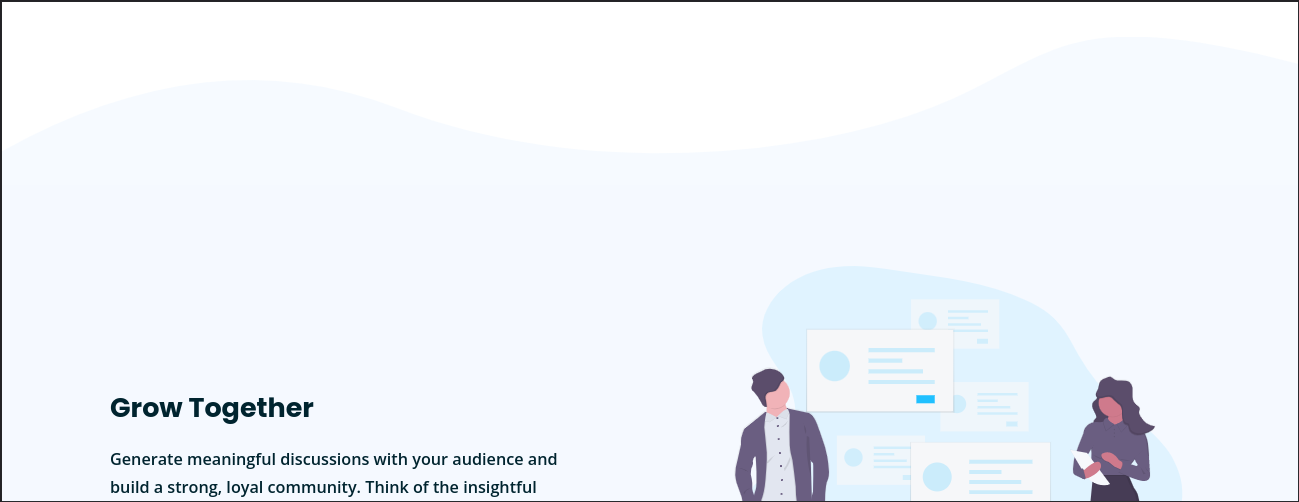 Grow Together
Generate meaningful discussions with your audience and
build a strong, loyal community. Think of the insightful